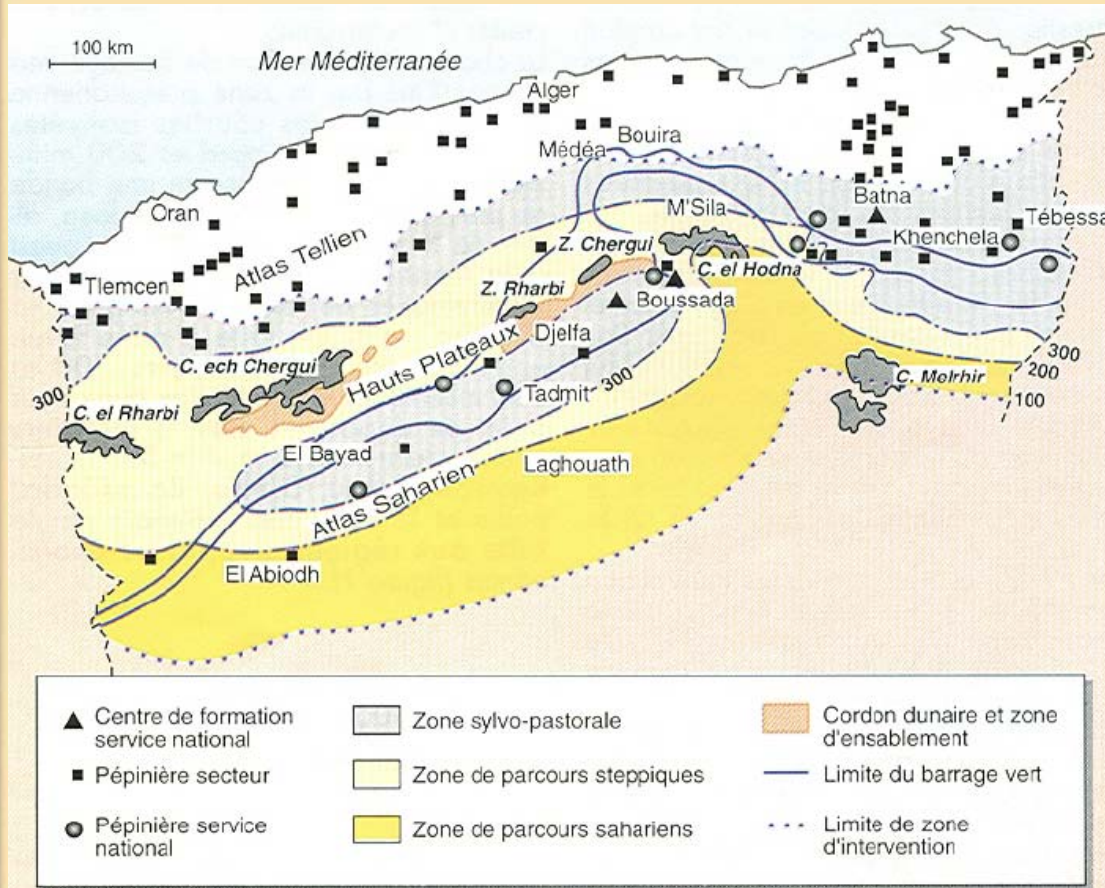 100 km
Mer Méditerranée
Alger
Bouira
Médéa
Oran
Atlas Tellien
M'Sila
Batna
Tébessa
Z. Chergui
Khenchela
Tlemcen
C. el Hodna
Z. Rharbi
Boussada
Hauts Plateaux
Djelfa
C. ech Chergui
300
200
100
300
C. Melrhir
300
Tadmit
C. el Rharbi
El Bayad
Laghouath
Atlas Saharien
El Abiodh
Centre de formation
service national
Pépinière secteur
Pépinière service
national
Zone sylvo-pastorale
Zone de parcours steppiques
Zone de parcours sahariens
Cordon dunaire et zone
d'ensablement
Limite du barrage vert
Limite de zone
d'intervention